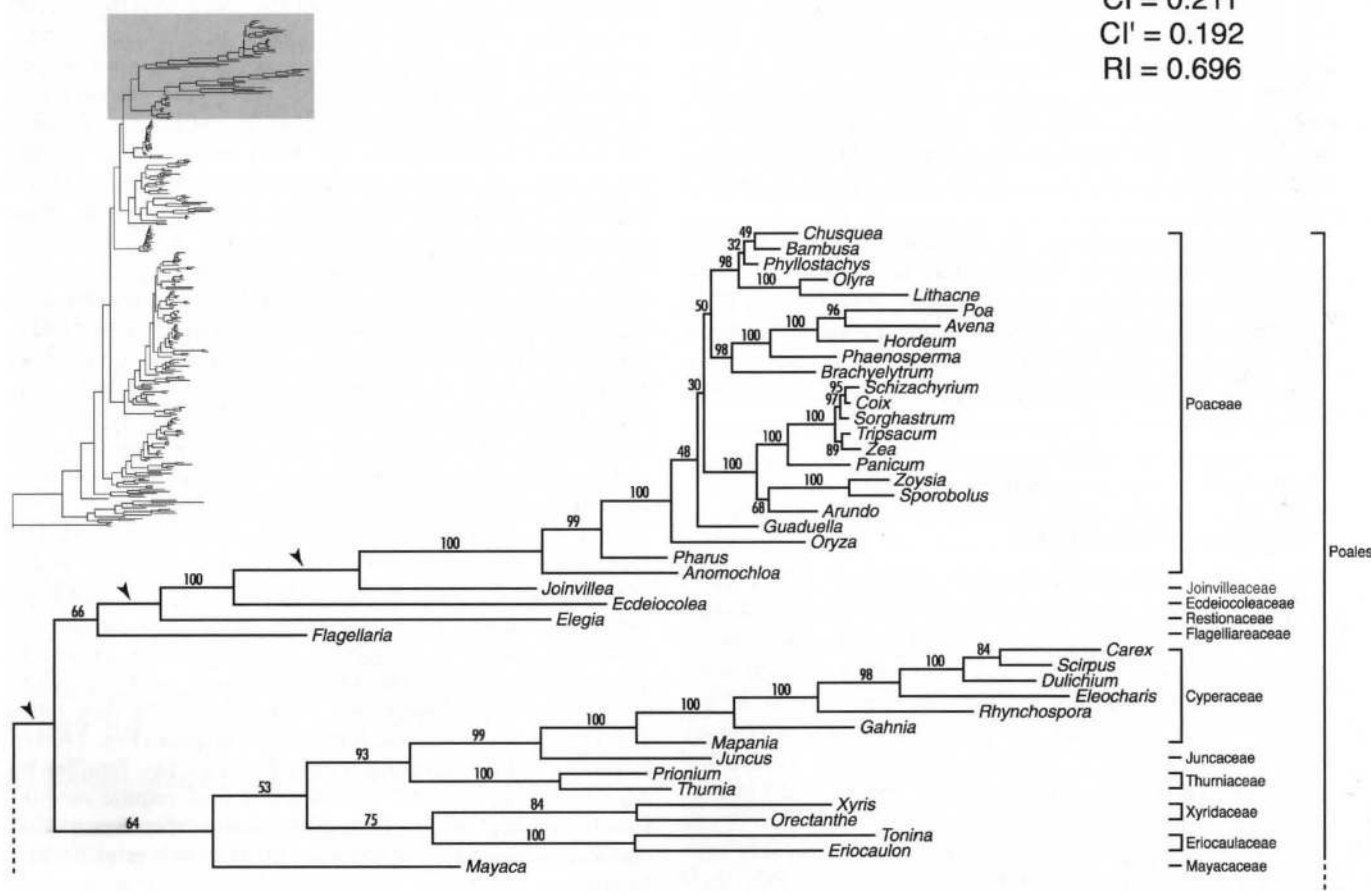 CI = 0.211
CI' = 0.192
RI = 0.696
49
Chusquea
32
Bambusa
98
Phyllostachys
100
Olyra
Lithacne
50
96
Poa
100
Avena
100
Hordeum
98
Phaenosperma
Brachyelytrum
30
95
Schizachyrium
97
Coix
100
Sorghastrum
Tripsacum
100
89
Zea
48
100
Panicum
100
Zoysia
Sporobolus
68
Arundo
100
Guaduella
99
Oryza
100
Pharus
Anomochloa
100
Joinvillea
Ecdeiocolea
66
Elegia
Flagellaria
84
Carex
100
Scirpus
98
Dulichium
100
Eleocharis
100
Rhynchospora
100
Gahnia
99
Mapania
93
Juncus
100
Prionium
Thurnia
53
84
Xyris
64
75
Orectanthe
100
Tonina
Eriocaulon
Mayaca
Poaceae
Joinvilleaceae
Ecdeiocoleaceae
Restionaceae
Flagelliareaceae
Cyperaceae
Juncaceae
Thurniaceae
Xyridaceae
Eriocaulaceae
Mayacaceae
Poales